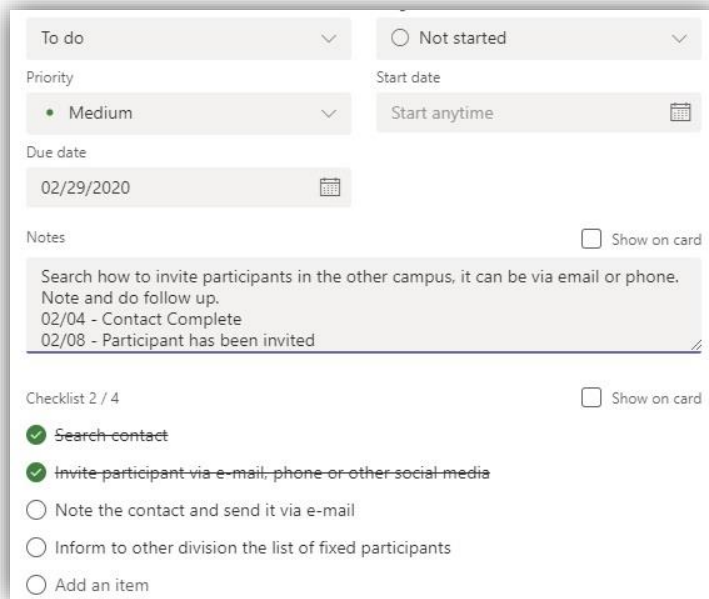 To do
Not started
Priority
Start date
Medium
Start anytime
Due date
02/29/2020
Notes
Show on card
Search how to invite participants in the other campus, it can be via email or phone.
Note and do follow up.
02/04 - Contact Complete
02/08 - Participant has been invited
Checklist 2 / 4
Show on card
Search contact
Invite participant via e-mail, phone or other social media
Note the contact and send it via e-mail
Inform to other division the list of fixed participants
Add an item